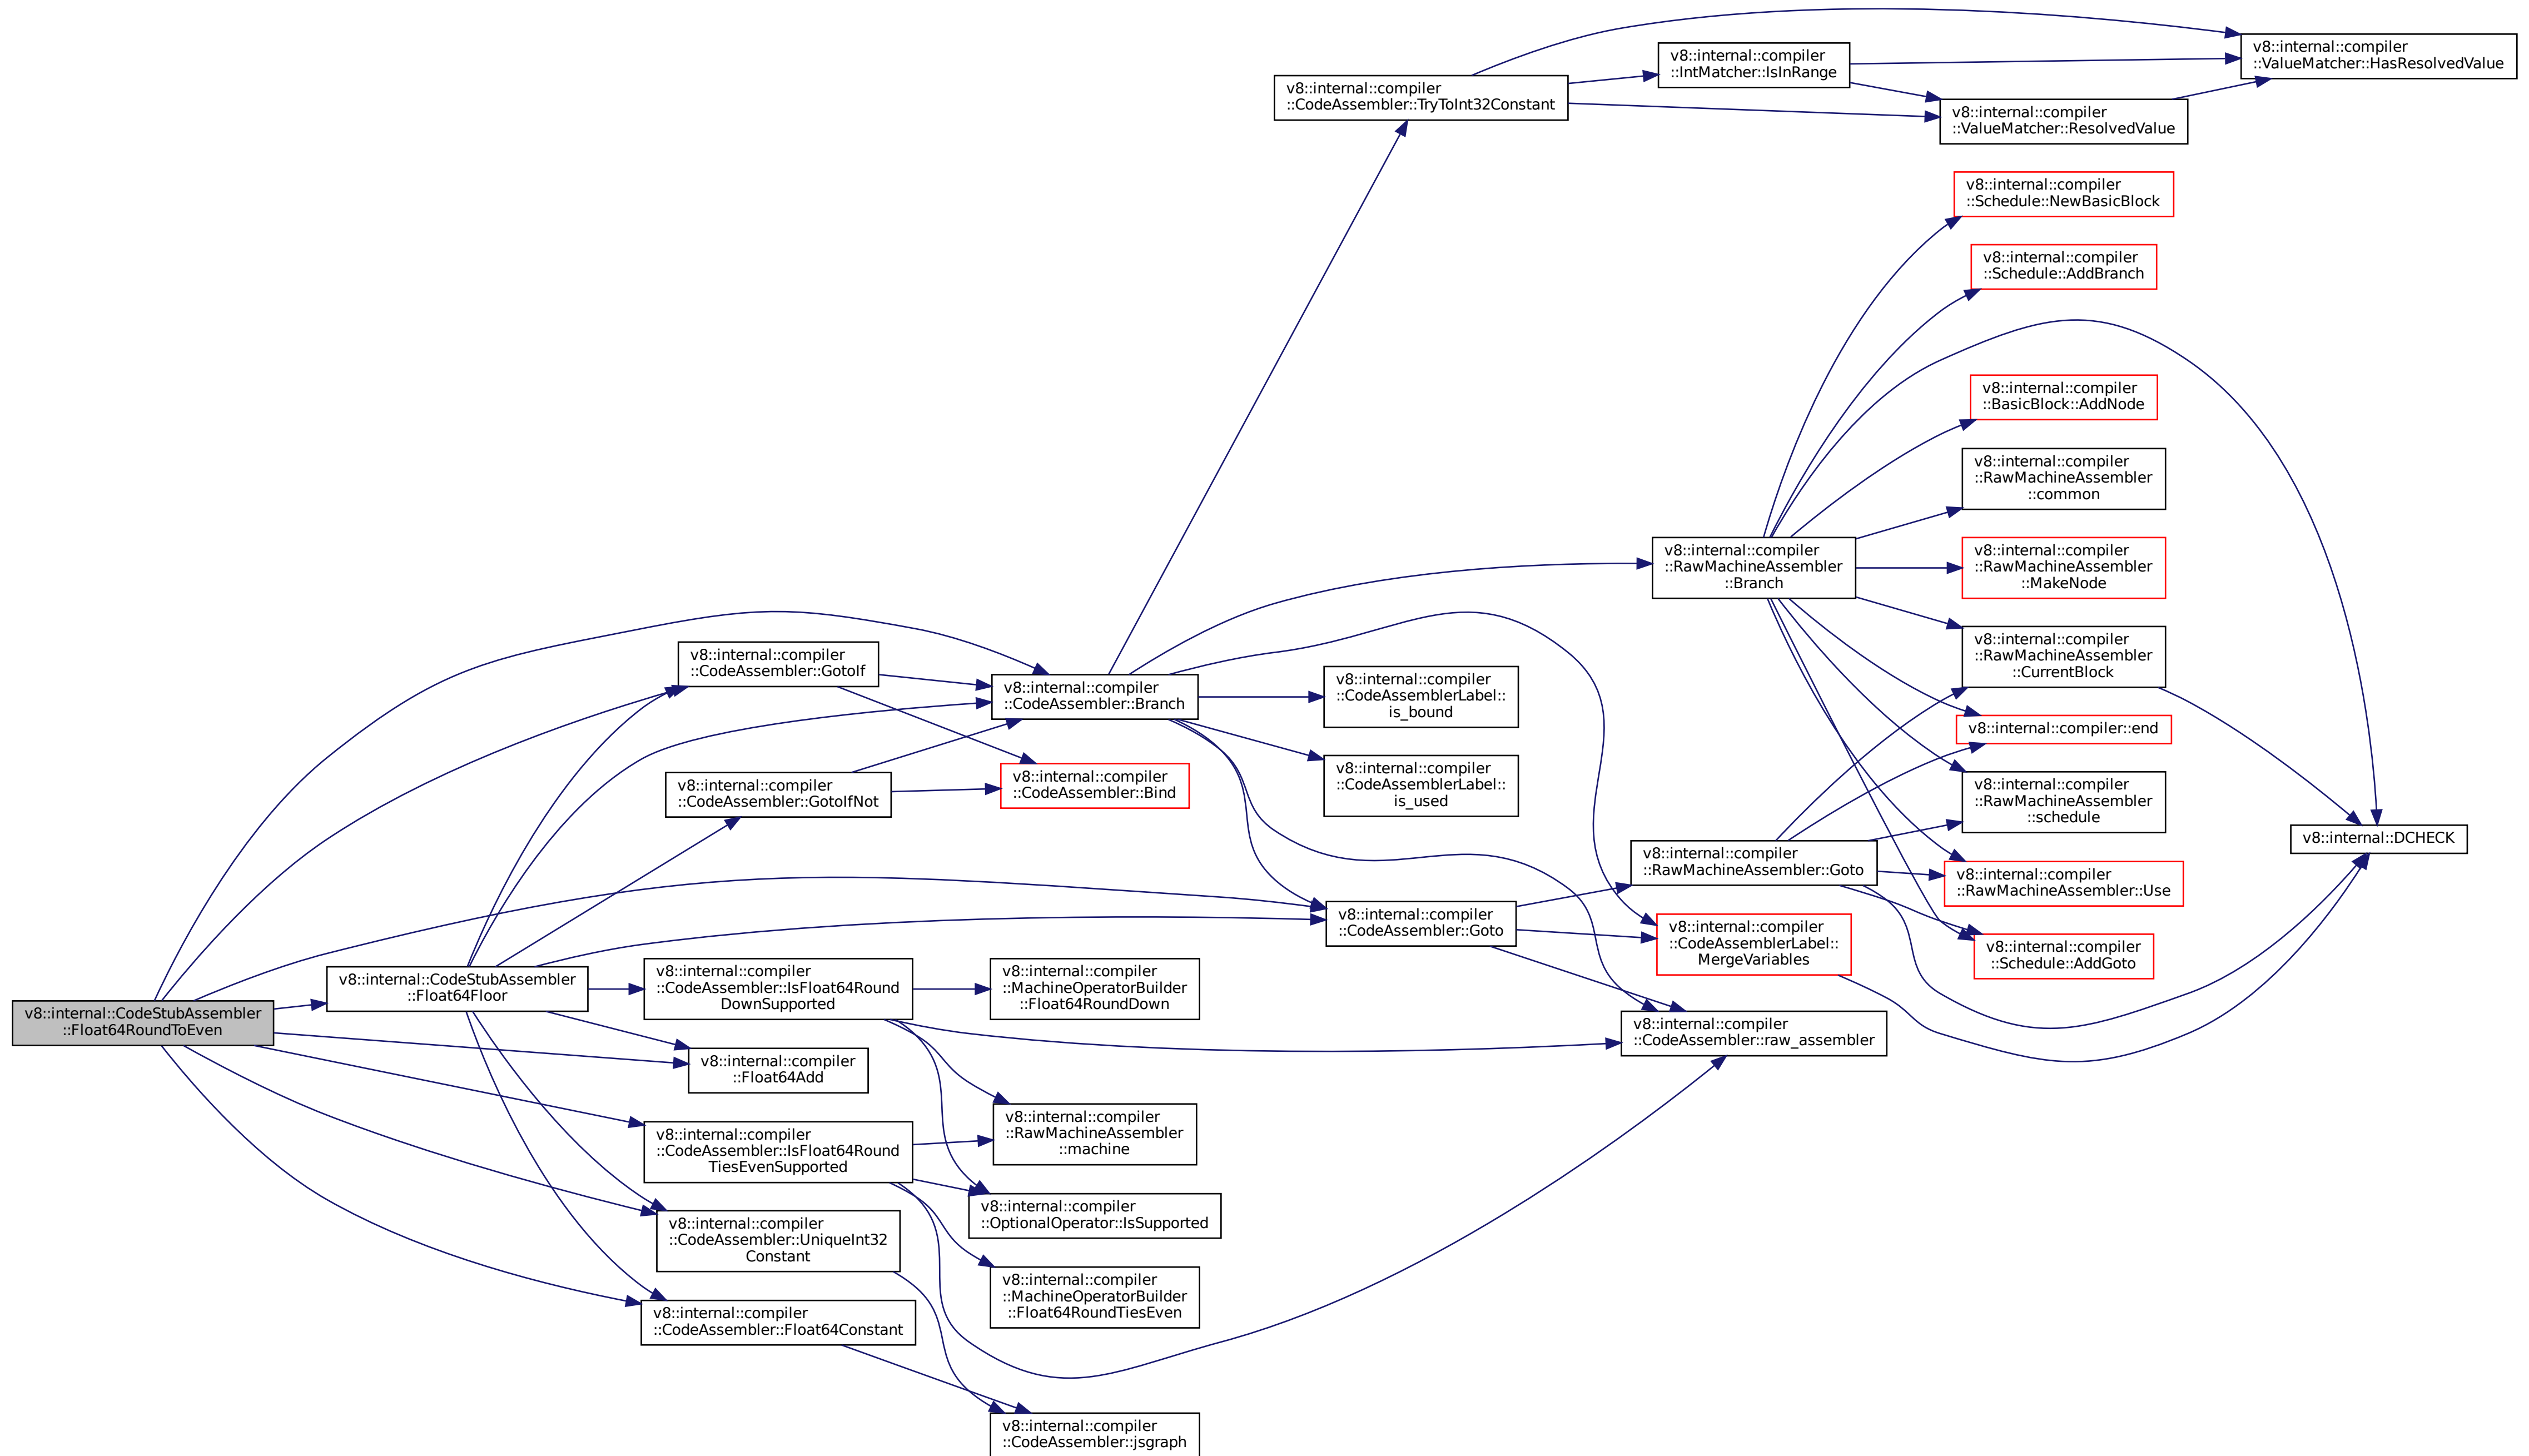 v8::internal::compiler
::ValueMatcher::HasResolvedValue
v8::internal::compiler
::IntMatcher::IsInRange
v8::internal::compiler
::CodeAssembler::TryToInt32Constant
v8::internal::compiler
::ValueMatcher::ResolvedValue
v8::internal::compiler
::Schedule::NewBasicBlock
v8::internal::compiler
::Schedule::AddBranch
v8::internal::compiler
::BasicBlock::AddNode
v8::internal::compiler
::RawMachineAssembler
::common
v8::internal::compiler
::RawMachineAssembler
::Branch
v8::internal::compiler
::RawMachineAssembler
::MakeNode
v8::internal::compiler
::RawMachineAssembler
::CurrentBlock
v8::internal::compiler
::CodeAssembler::GotoIf
v8::internal::compiler
::CodeAssembler::Branch
v8::internal::compiler
::CodeAssemblerLabel::
is_bound
v8::internal::compiler::end
v8::internal::compiler
::CodeAssemblerLabel::
is_used
v8::internal::compiler
::CodeAssembler::GotoIfNot
v8::internal::compiler
::CodeAssembler::Bind
v8::internal::compiler
::RawMachineAssembler
::schedule
v8::internal::DCHECK
v8::internal::compiler
::RawMachineAssembler::Goto
v8::internal::compiler
::RawMachineAssembler::Use
v8::internal::compiler
::CodeAssembler::Goto
v8::internal::compiler
::CodeAssemblerLabel::
MergeVariables
v8::internal::compiler
::Schedule::AddGoto
v8::internal::CodeStubAssembler
::Float64Floor
v8::internal::compiler
::CodeAssembler::IsFloat64Round
DownSupported
v8::internal::compiler
::MachineOperatorBuilder
::Float64RoundDown
v8::internal::CodeStubAssembler
::Float64RoundToEven
v8::internal::compiler
::CodeAssembler::raw_assembler
v8::internal::compiler
::Float64Add
v8::internal::compiler
::RawMachineAssembler
::machine
v8::internal::compiler
::CodeAssembler::IsFloat64Round
TiesEvenSupported
v8::internal::compiler
::OptionalOperator::IsSupported
v8::internal::compiler
::CodeAssembler::UniqueInt32
Constant
v8::internal::compiler
::MachineOperatorBuilder
::Float64RoundTiesEven
v8::internal::compiler
::CodeAssembler::Float64Constant
v8::internal::compiler
::CodeAssembler::jsgraph